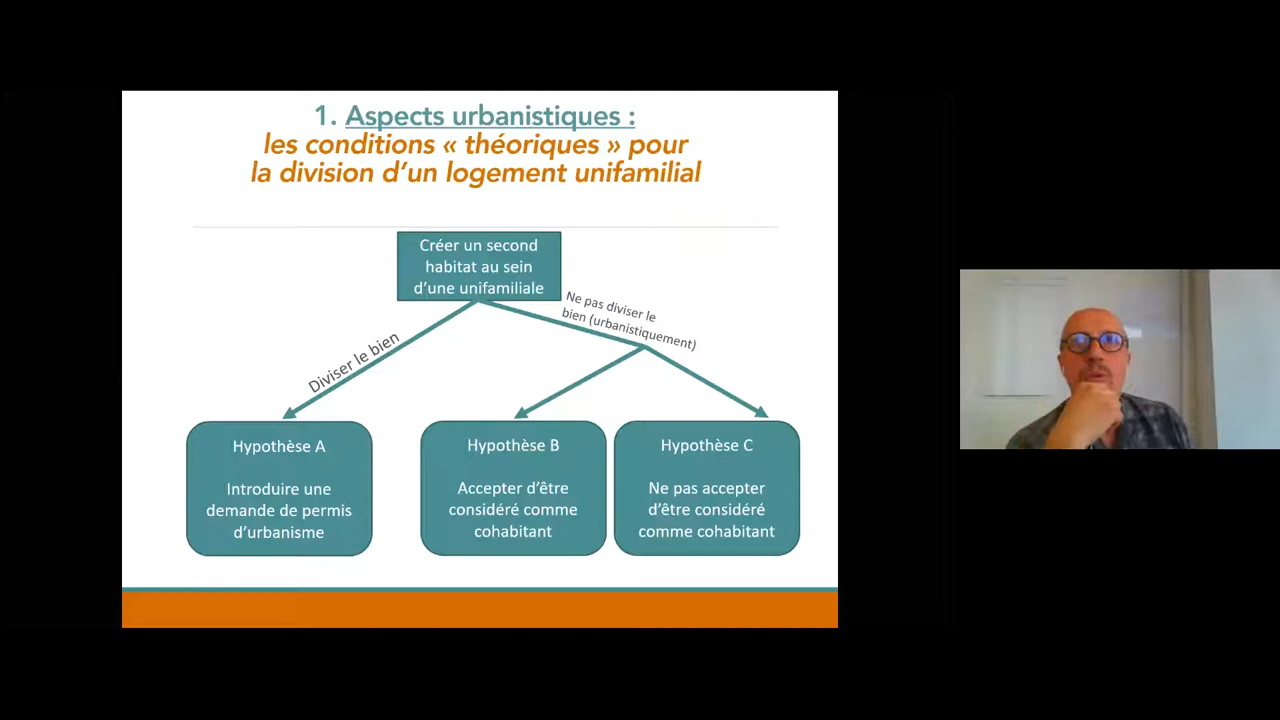 1. Aspects urbanistiques :
les conditions « théoriques » pour
la division d’un logement unifamilial
Créer un second
habitat au sein
d’une unifamiliale
Diviser le bien
Ne pas diviser le
bien (urbanistiquement)
Hypothèse A
Introduire une
demande de permis
d’urbanisme
Hypothèse B
Accepter d’être
considéré comme
cohabitant
Hypothèse C
Ne pas accepter
d’être considéré
comme cohabitant